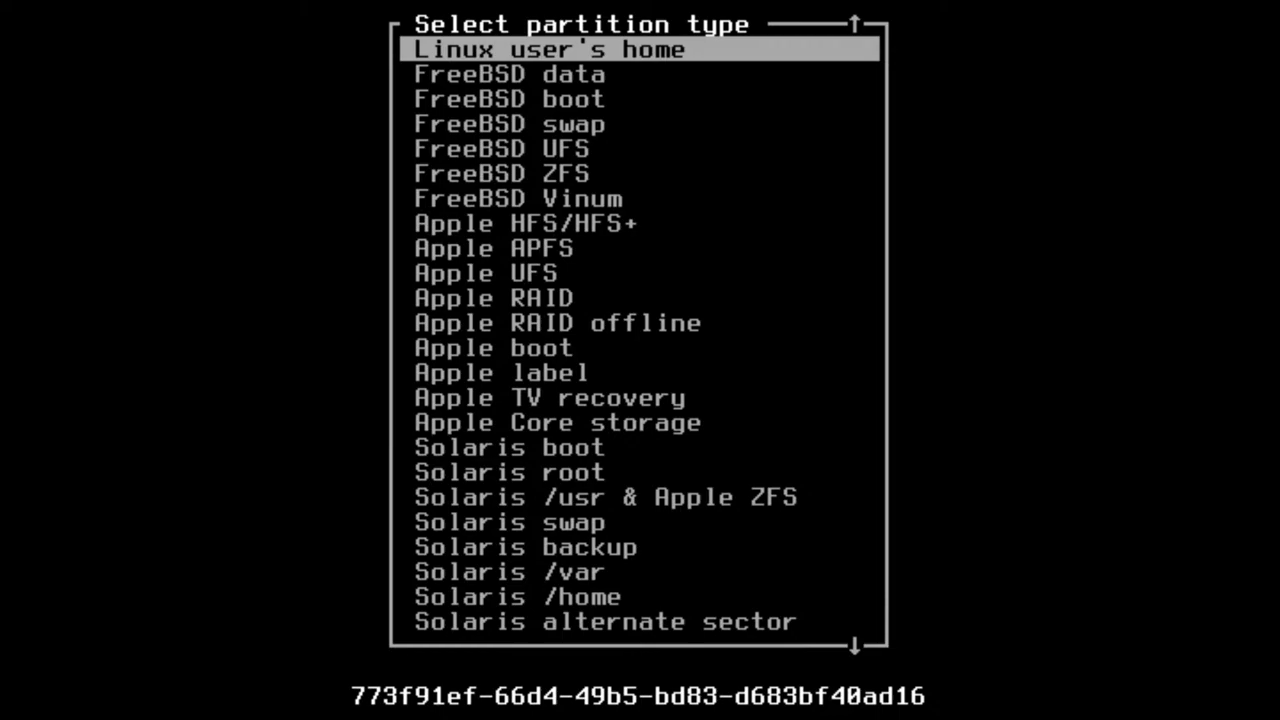 Select partition type
Linux user's home
FreeBSD data
FreeBSD boot
FreeBSD swap
FreeBSD UFS
FreeBSD ZFS
FreeBSD Vinum
Apple HFS/HFS+
Apple APFS
Apple UFS
Apple RAID
Apple RAID offline
Apple boot
Apple label
Apple TV recovery
Apple Core storage
Solaris boot
Solaris root
Solaris /usr & Apple ZFS
Solaris swap
Solaris backup
Solaris /var
Solaris /home
Solaris alternate sector
773f91ef-66d4-49b5-bd83-d683bf40ad16